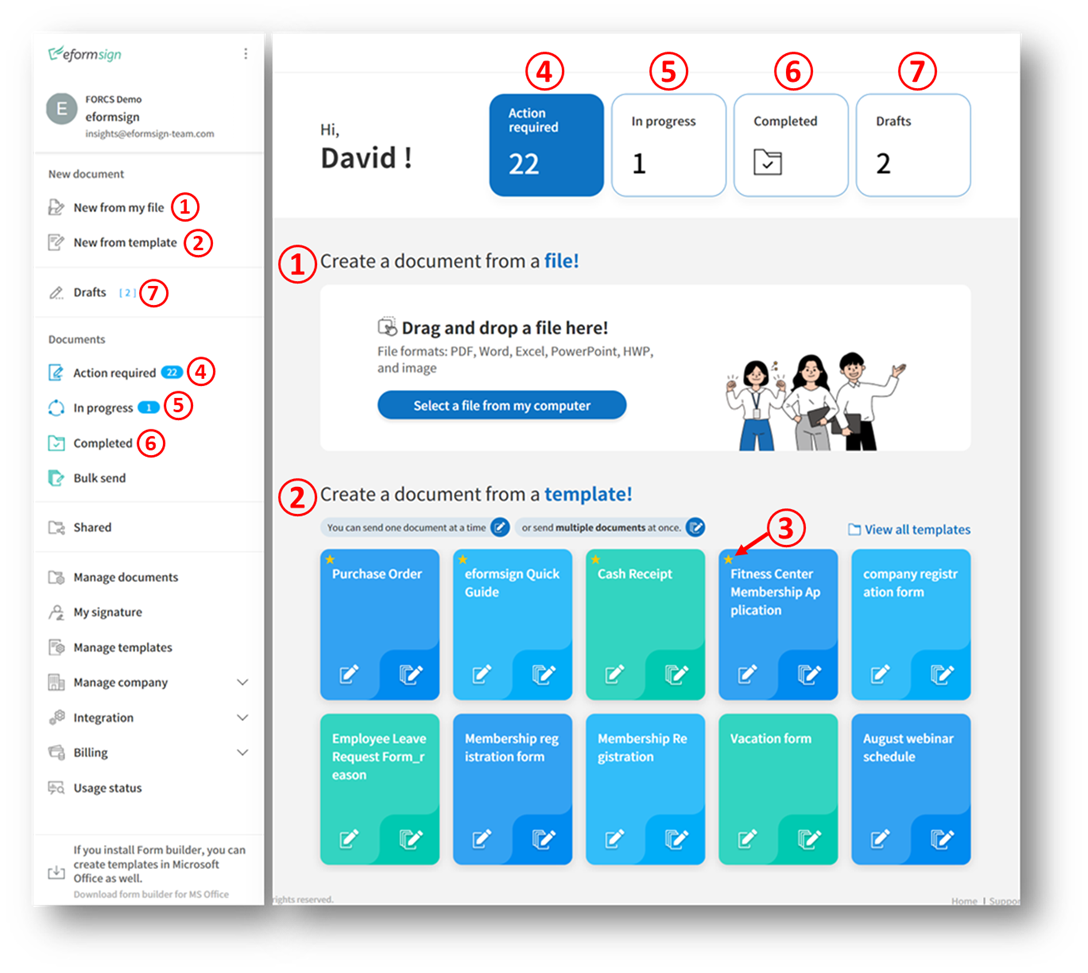 eformsign
E
FORCS Demo
eformsign
insights@eformsign-team.com
New document
New from my file ①
New from template ②
Drafts [ 2 ] ⑦
Documents
Action required 22 ④
In progress 1 ⑤
Completed ⑥
Bulk send
Shared
Manage documents
My signature
Manage templates
Manage company
Integration
Billing
Usage status
If you install Form builder, you can
create templates in Microsoft
Office as well.
Download form builder for MS Office
④ ⑤ ⑥ ⑦
Hi,
David !
Action
required
22
In progress
1
Completed
Drafts
2
① Create a document from a file!
Drag and drop a file here!
File formats: PDF, Word, Excel, PowerPoint, HWP,
and image
Select a file from my computer
② Create a document from a template!
You can send one document at a time
or send multiple documents at once.
③
View all templates
Purchase Order
eformsign Quick
Guide
Cash Receipt
Fitness Center
Membership Ap
plication
company registr
ation form
Employee Leave
Request Form_r
eason
Membership reg
istration form
Membership Re
gistration
Vacation form
August webinar
schedule
rights reserved.
Home | Suppor